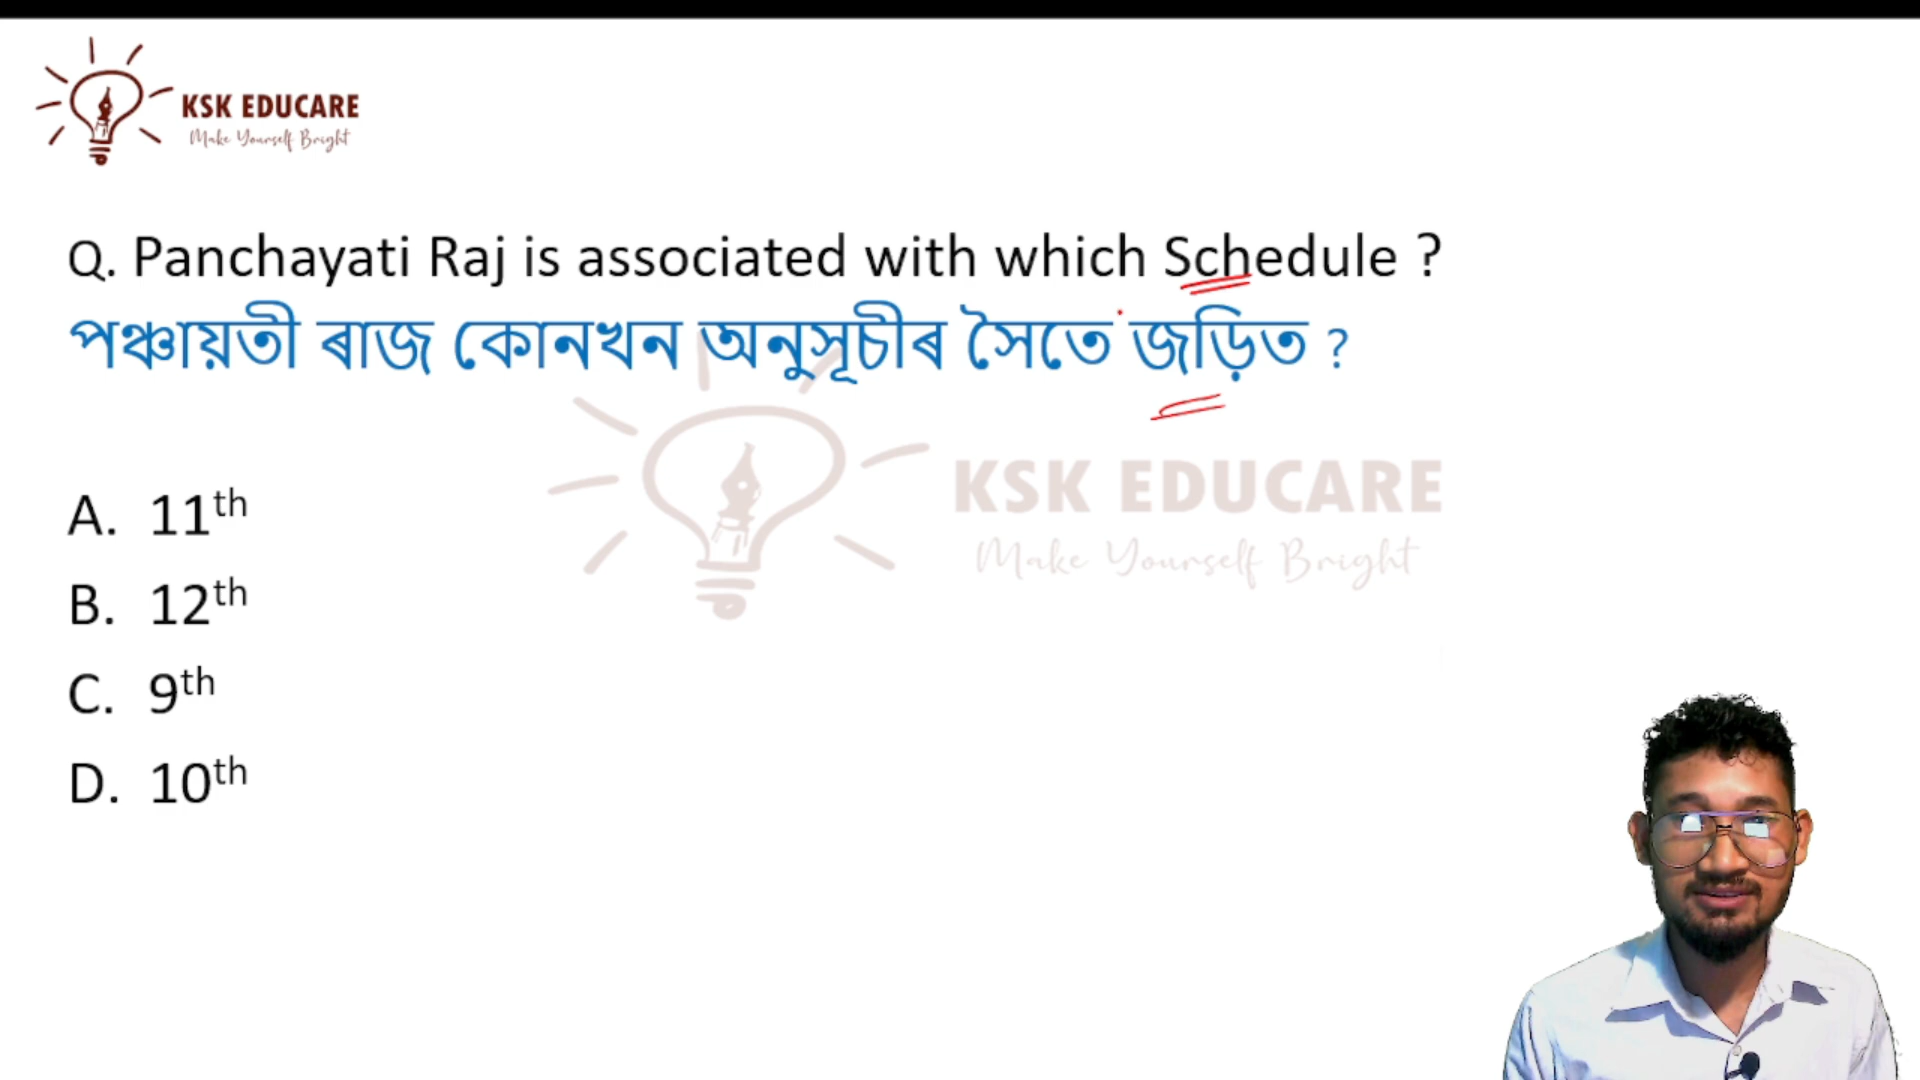 KSK EDUCARE
Make Yourself Bright
Q. Panchayati Raj is associated with which Schedule ?
পঞ্চায়তী ৰাজ কোনখন অনুসূচীৰ সৈতে জড়িত ?
KSK EDUCARE
Make Yourself Bright
A. 11th
B. 12th
C. 9th
D. 10th